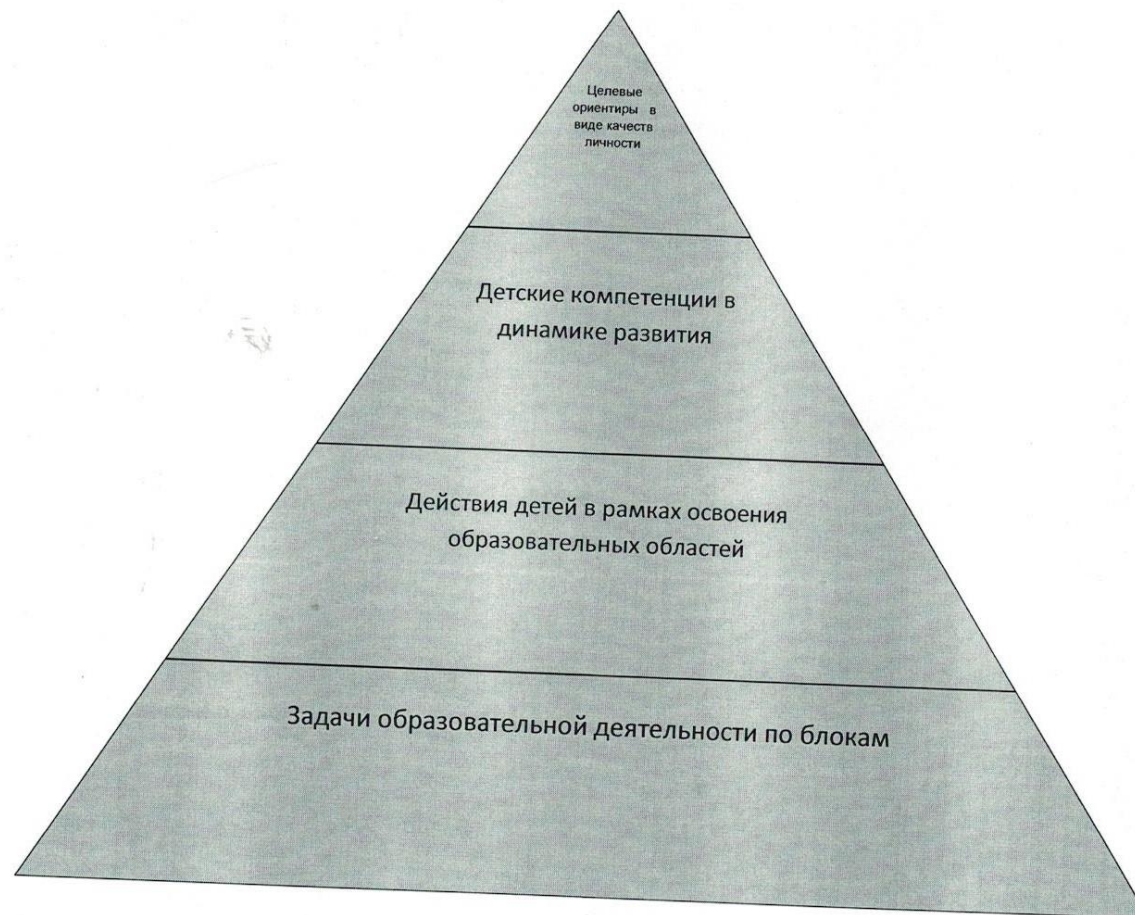 Целевые
ориентиры в
виде качеств
личности
Детские компетенции в
динамике развития
Действия детей в рамках освоения
образовательных областей
Задачи образовательной деятельности по блокам